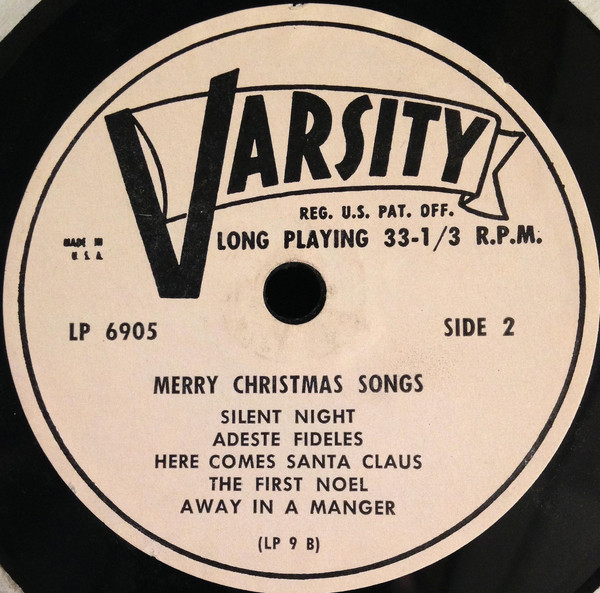 VARSITY
REG. U.S. PAT. OFF.
LONG PLAYING 33-1/3 R.P.M.
MADE IN
U.S.A.
LP 6905
SIDE 2
MERRY CHRISTMAS SONGS
SILENT NIGHT
ADESTE FIDELES
HERE COMES SANTA CLAUS
THE FIRST NOEL
AWAY IN A MANGER
(LP 9 B)